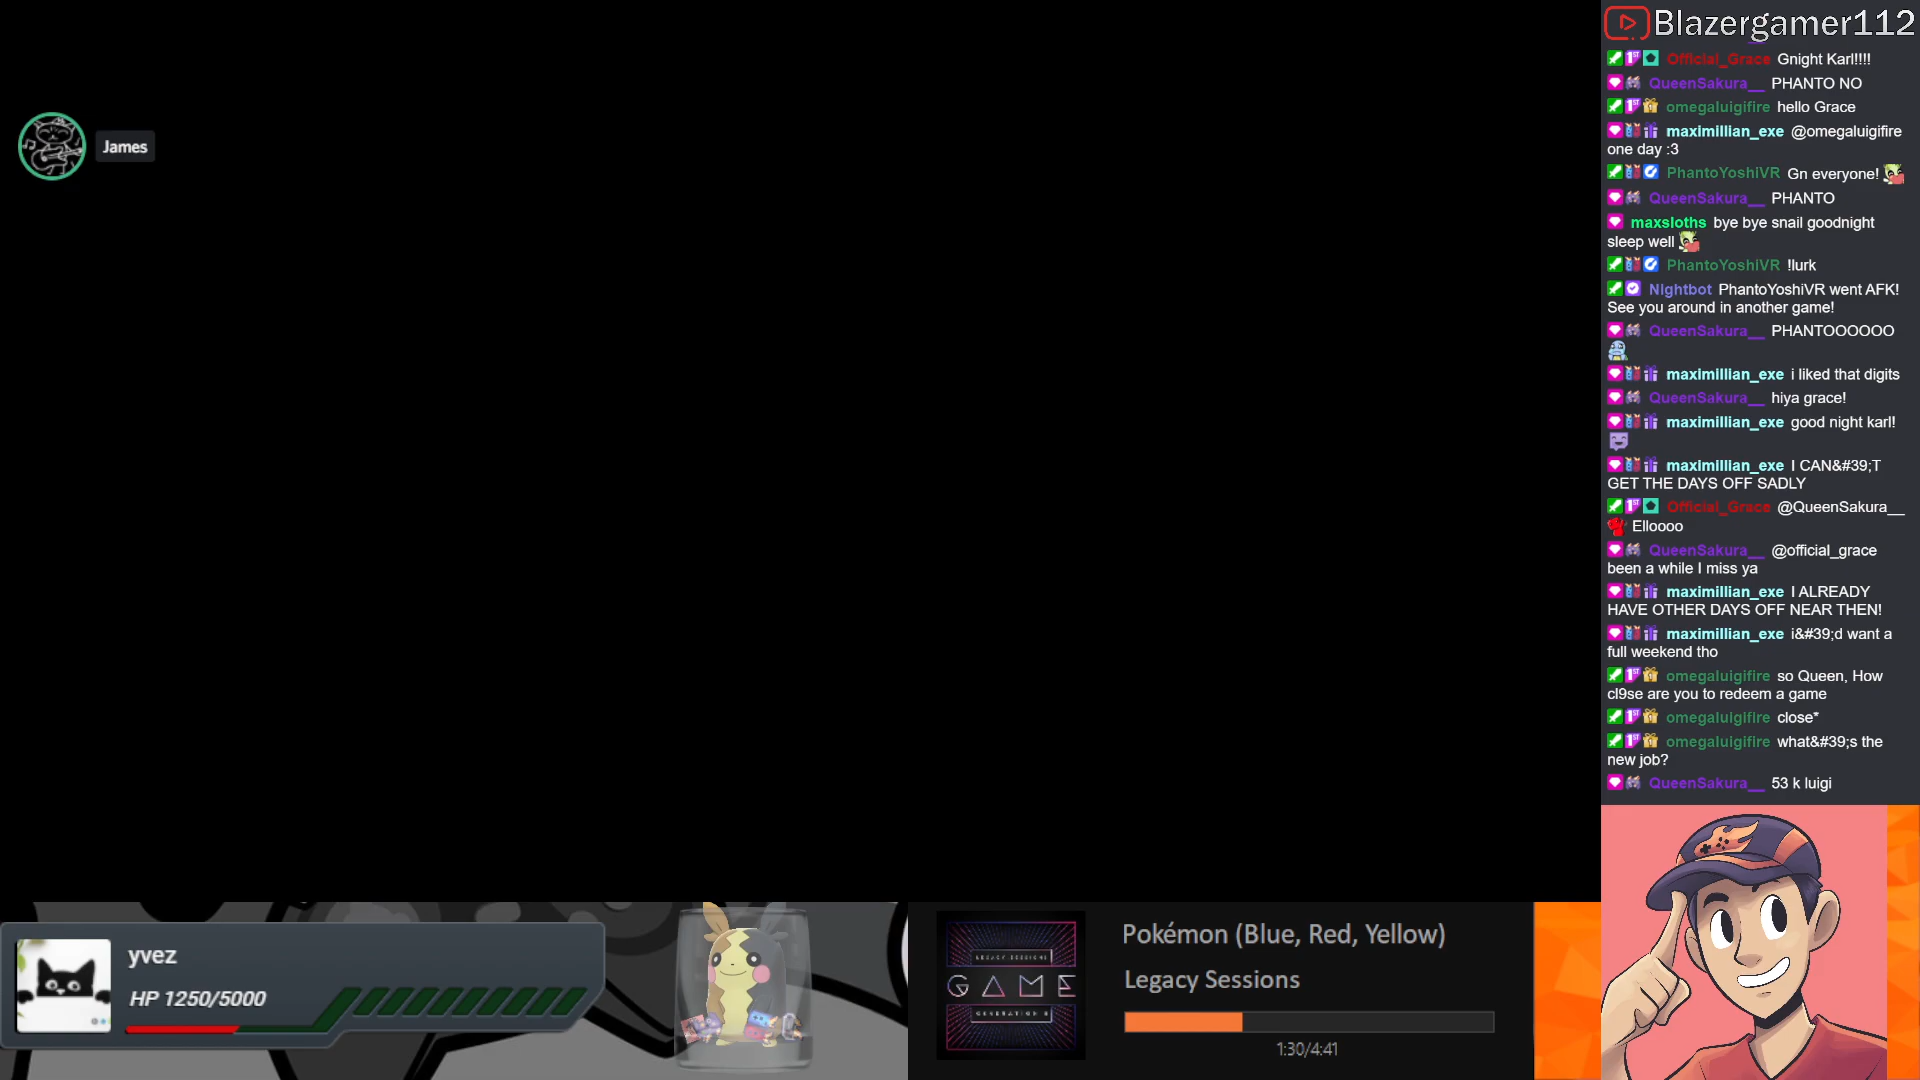 Blazergamer112
Official_Grace Gnight Karl!!!!
QueenSakura__ PHANTO NO
omegaluigifire hello Grace
maximillian_exe @omegaluigifire
one day :3
PhantoYoshiVR Gn everyone!
QueenSakura__ PHANTO
maxsloths bye bye snail goodnight
sleep well
PhantoYoshiVR !lurk
Nightbot PhantoYoshiVR went AFK!
See you around in another game!
QueenSakura__ PHANTOOOOOO
maximillian_exe i liked that digits
QueenSakura__ hiya grace!
maximillian_exe good night karl!
maximillian_exe I CAN&#39;T
GET THE DAYS OFF SADLY
Official_Grace @QueenSakura__
Elloooo
QueenSakura__ @official_grace
been a while I miss ya
maximillian_exe I ALREADY
HAVE OTHER DAYS OFF NEAR THEN!
maximillian_exe i&#39;d want a
full weekend tho
omegaluigifire so Queen, How
cl9se are you to redeem a game
omegaluigifire close*
omegaluigifire what&#39;s the
new job?
QueenSakura__ 53 k luigi
James
yvez
HP 1250/5000
LEGACY SESSIONS
GAME
Pokémon (Blue, Red, Yellow)
Legacy Sessions
1:30/4:41